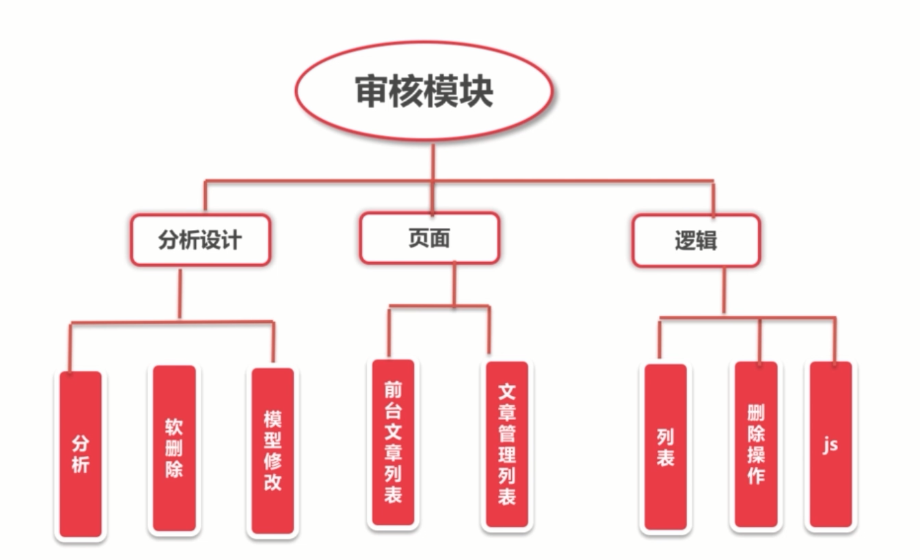 审核模块
分析设计
页面
逻辑
分析
软删除
模型修改
前台文章列表
文章管理列表
列表
删除操作
js